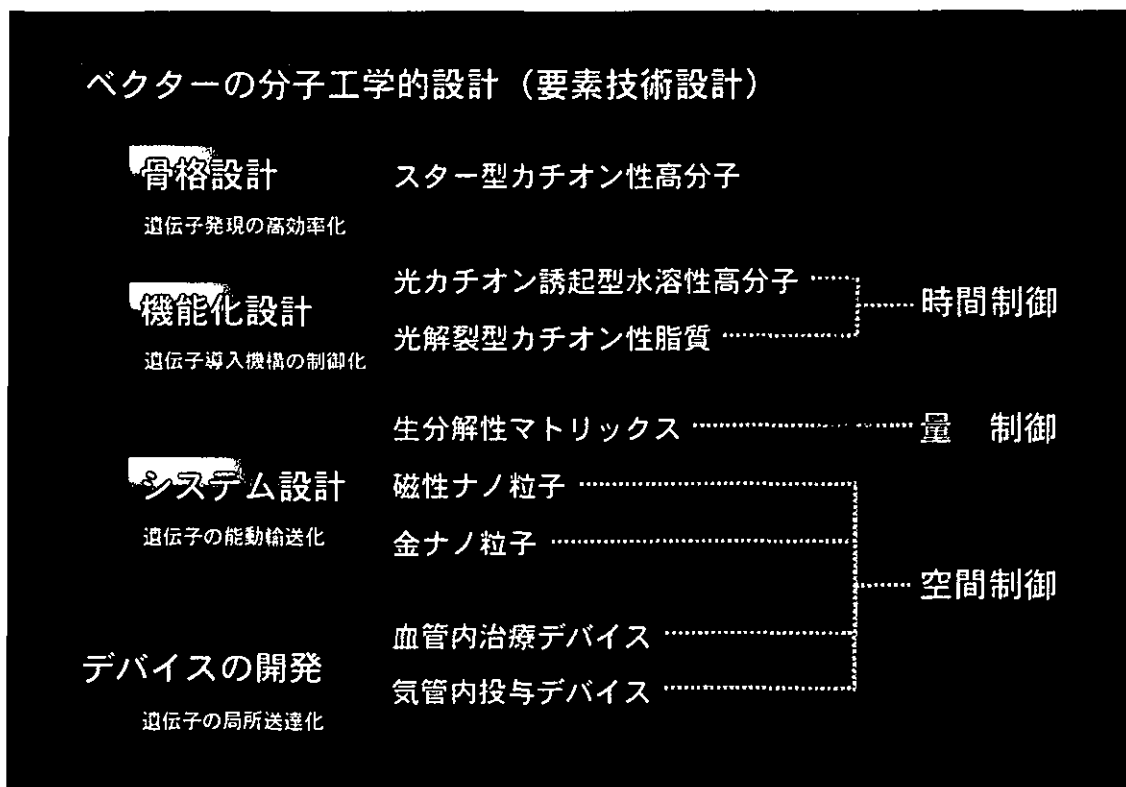 ベクターの分子工学的設計（要素技術設計）
骨格設計 スター型カチオン性高分子
遺伝子発現の高効率化
光カチオン誘起型水溶性高分子
機能化設計 時間制御
光解裂型カチオン性脂質
遺伝子導入機構の制御化
生分解性マトリックス 量 制御
システム設計 磁性ナノ粒子
遺伝子の能動輸送化 金ナノ粒子
空間制御
血管内治療デバイス
デバイスの開発
気管内投与デバイス
遺伝子の局所送達化